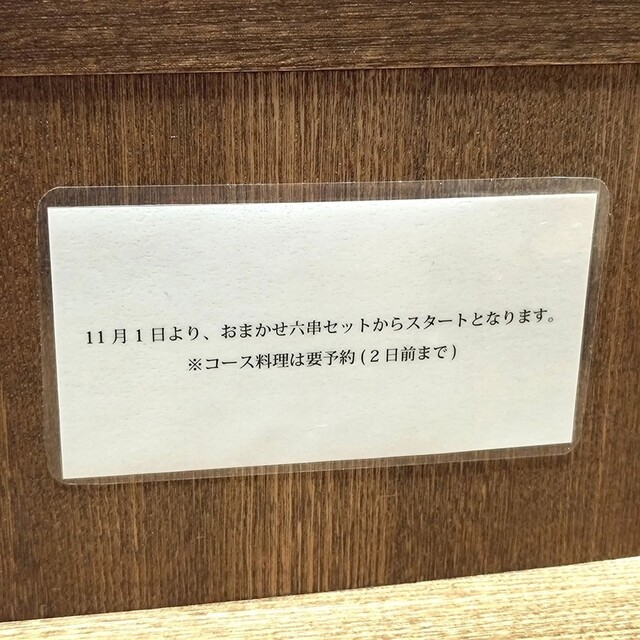 11月1日より、おまかせ六串セットからスタートとなります。
※コース料理は要予約(2日前まで)